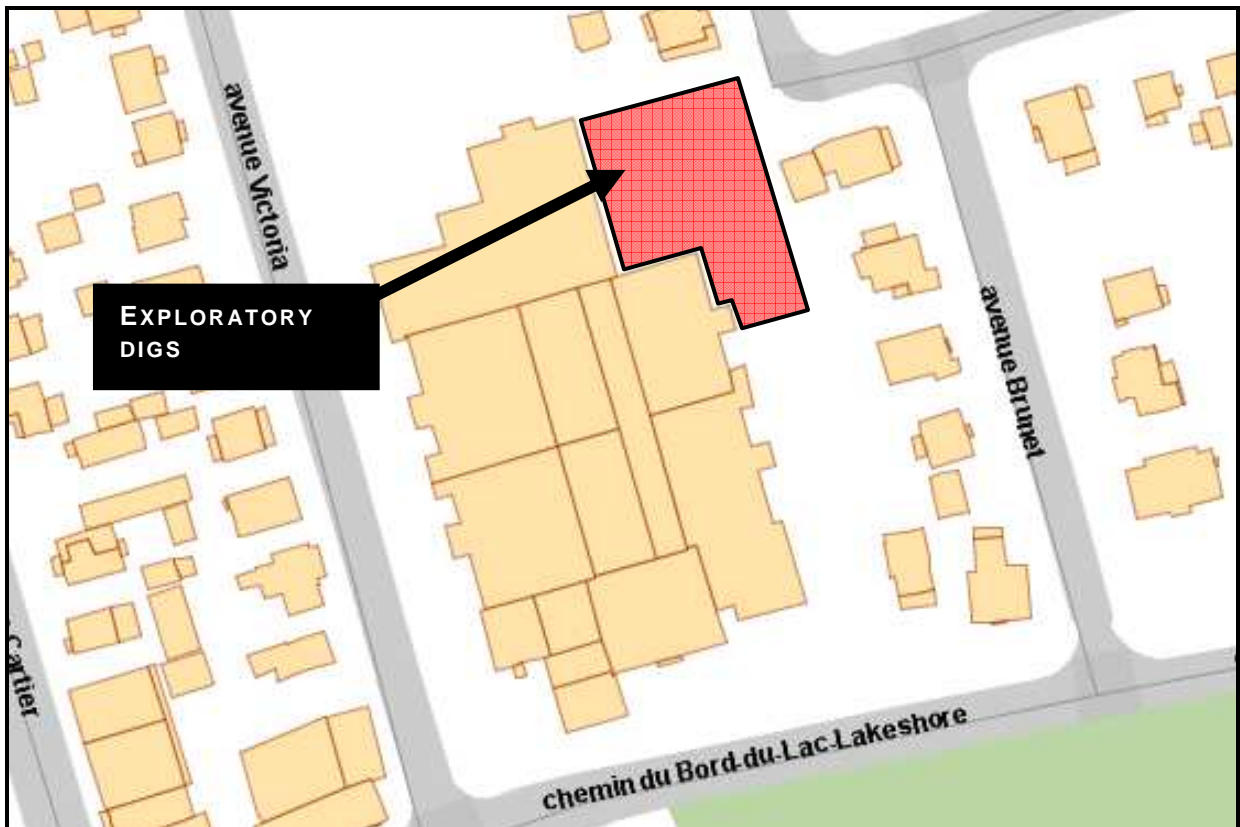 avenue Victoria
EXPLORATORY
DIGS
avenue Brunet
Cartier
chemin du Bord-du-Lac-Lakeshore